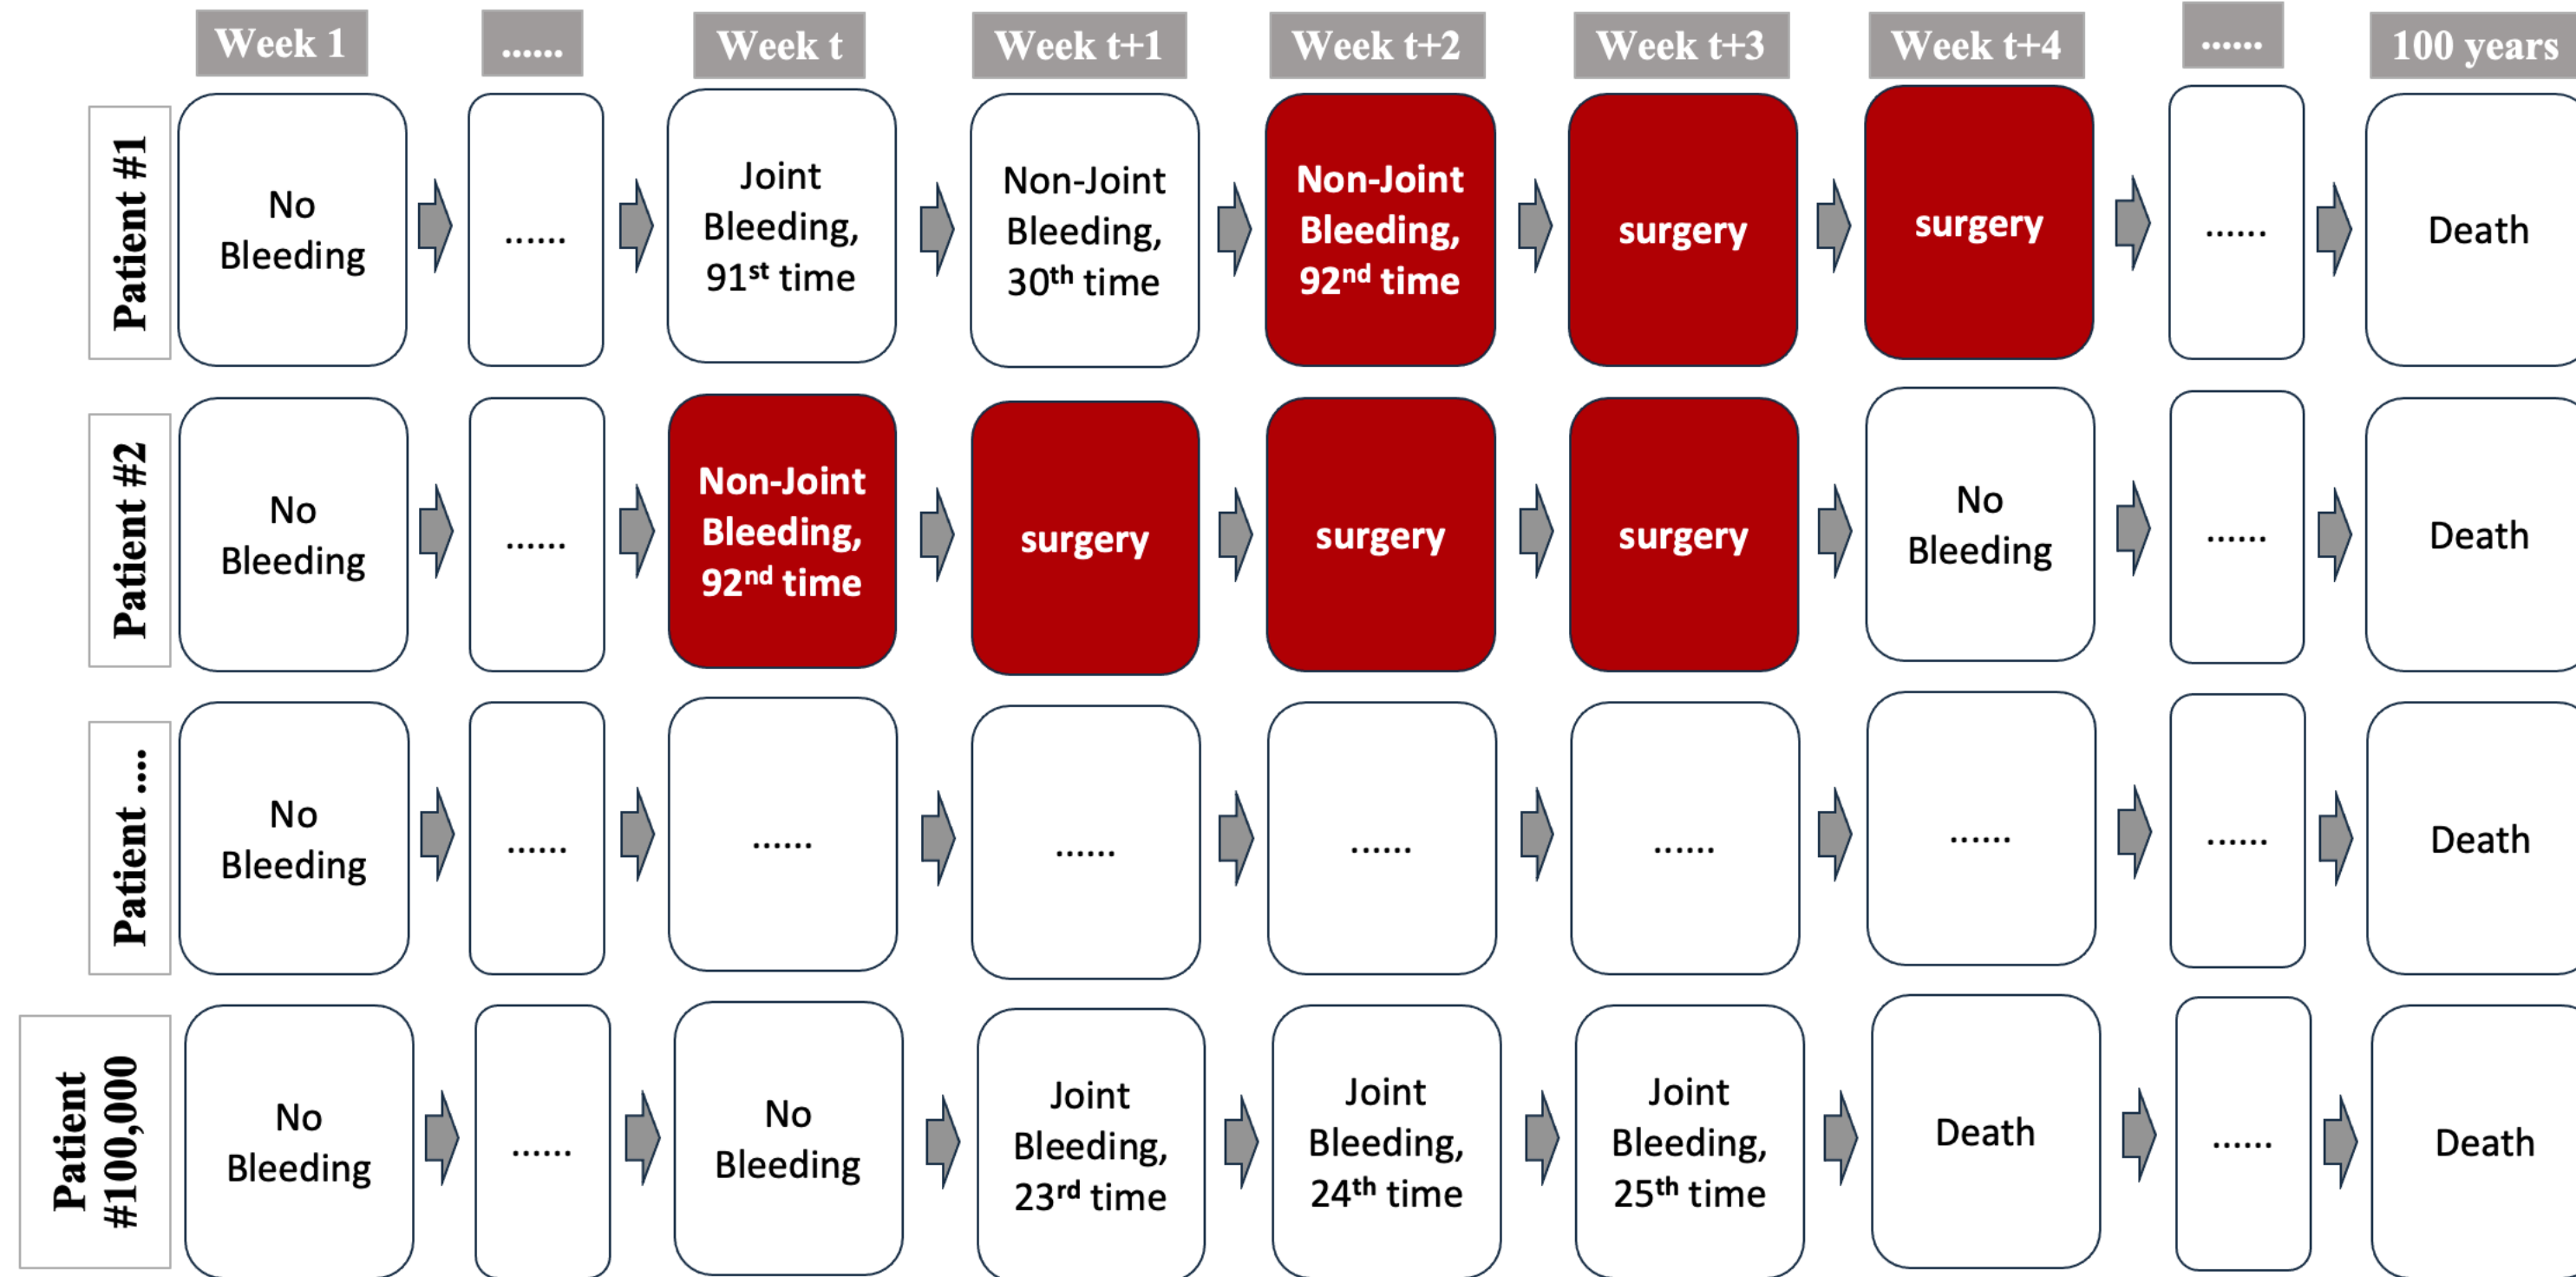 Week 1
......
Week t
Week t+1
Week t+2
Week t+3
Week t+4
......
100 years
Patient #1
No
Bleeding
......
Joint
Bleeding,
91st time
Non-Joint
Bleeding,
30th time
Non-Joint
Bleeding,
92nd time
surgery
surgery
......
Death
Patient #2
No
Bleeding
......
Non-Joint
Bleeding,
92nd time
surgery
surgery
surgery
No
Bleeding
......
Death
Patient ....
No
Bleeding
......
......
......
......
......
......
......
Death
Patient
#100,000
No
Bleeding
......
No
Bleeding
Joint
Bleeding,
23rd time
Joint
Bleeding,
24th time
Joint
Bleeding,
25th time
Death
......
Death